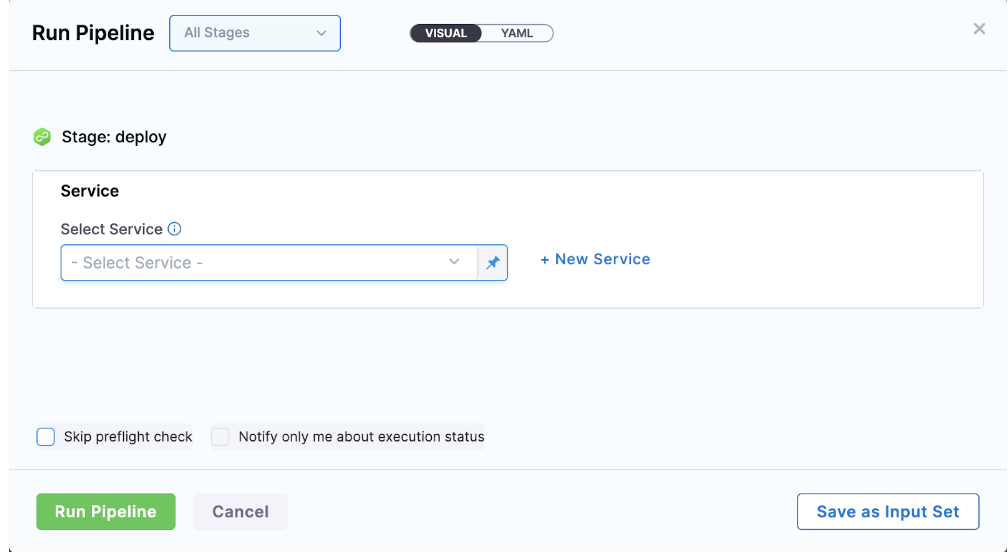 Run Pipeline All Stages VISUAL YAML
Stage: deploy
Service
Select Service
- Select Service - + New Service
Skip preflight check Notify only me about execution status
Run Pipeline Cancel Save as Input Set